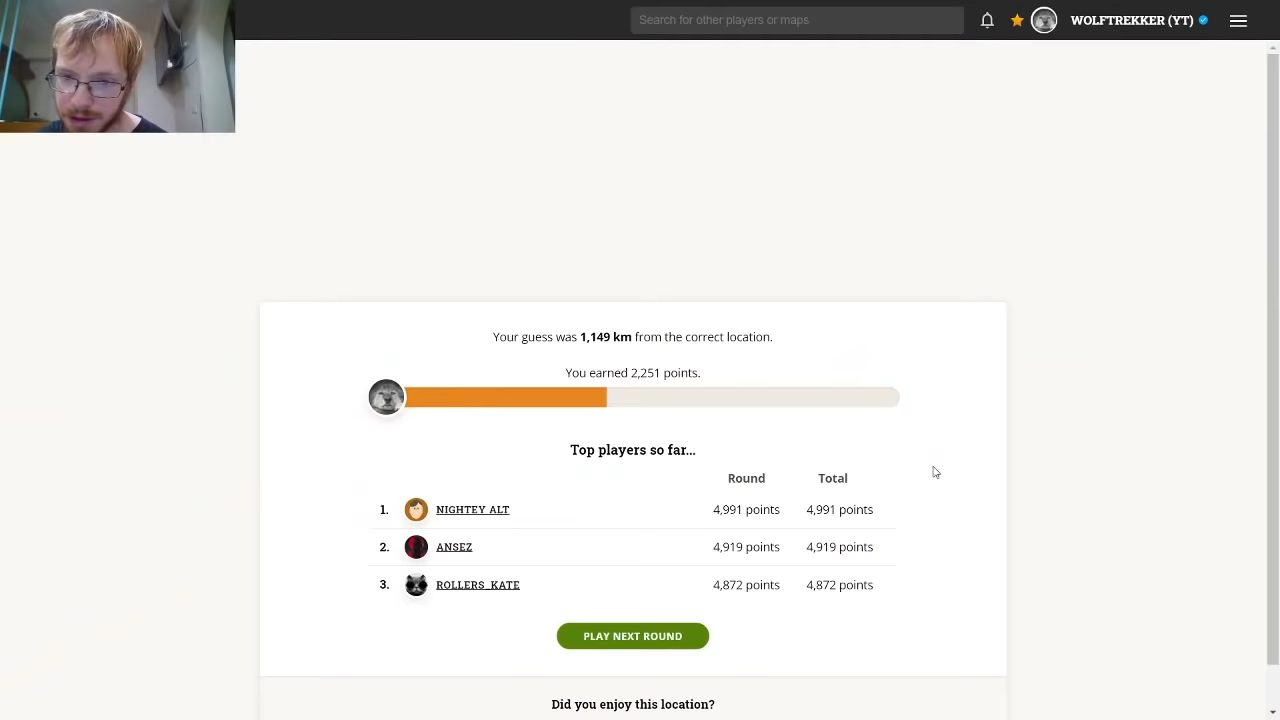 Search for other players or maps
WOLFTREKKER (YT)
Your guess was 1,149 km from the correct location.
You earned 2,251 points.
Top players so far...
Round Total
1. NIGHTEY ALT 4,991 points 4,991 points
2. ANSEZ 4,919 points 4,919 points
3. ROLLERS_KATE 4,872 points 4,872 points
PLAY NEXT ROUND
Did you enjoy this location?